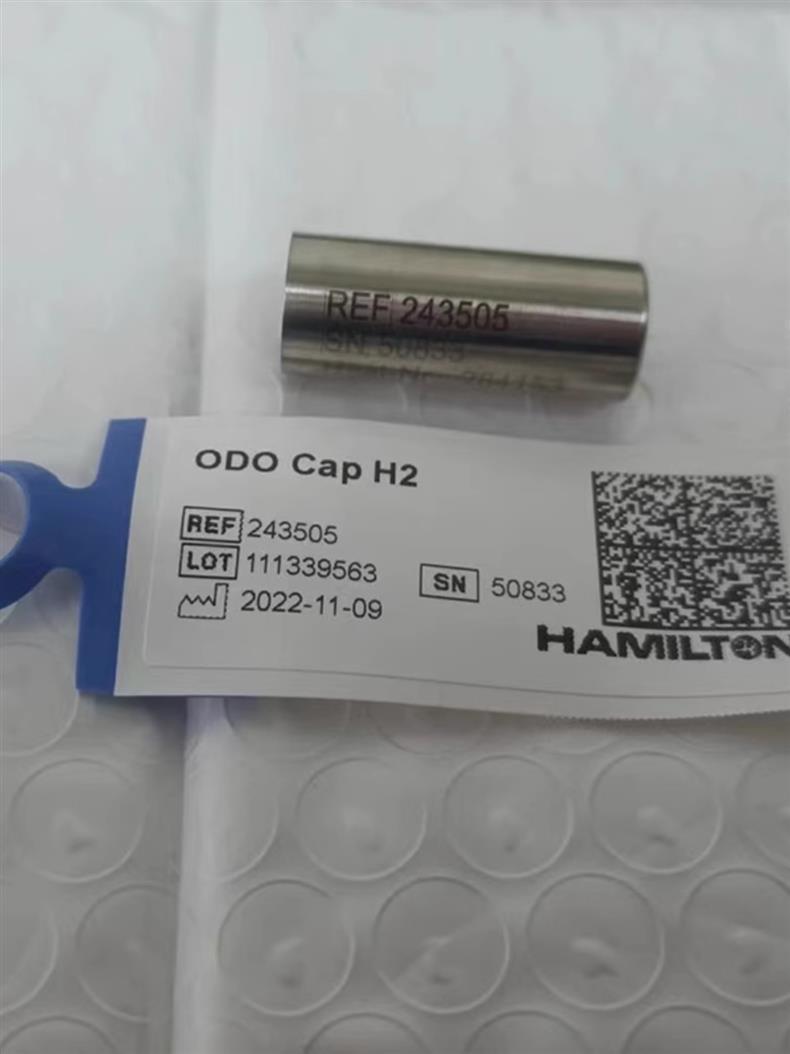 REF 243505
SN 50833
ODO Cap H2
REF 243505
LOT 111339563
SN 50833
2022-11-09
HAMILTON